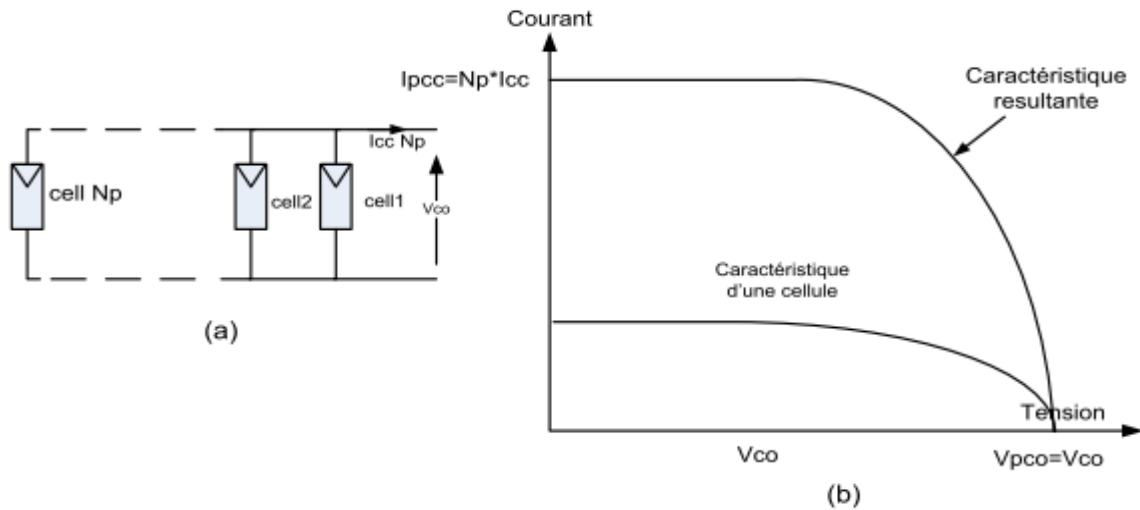 cell Np
cell2
cell1
Icc Np
Vco
(a)
Courant
Ipcc=Np*Icc
Caractéristique
resultante
Caractéristique
d'une cellule
Tension
Vco
Vpco=Vco
(b)